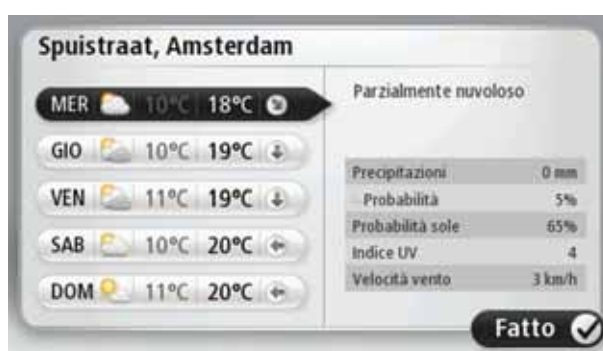 Spuistraat, Amsterdam
MER 10°C 18°C
GIO 10°C 19°C
VEN 11°C 19°C
SAB 10°C 20°C
DOM 11°C 20°C
Parzialmente nuvoloso
Precipitazioni 0 mm
Probabilità 5%
Probabilità sole 65%
Indice UV 4
Velocità vento 3 km/h
Fatto